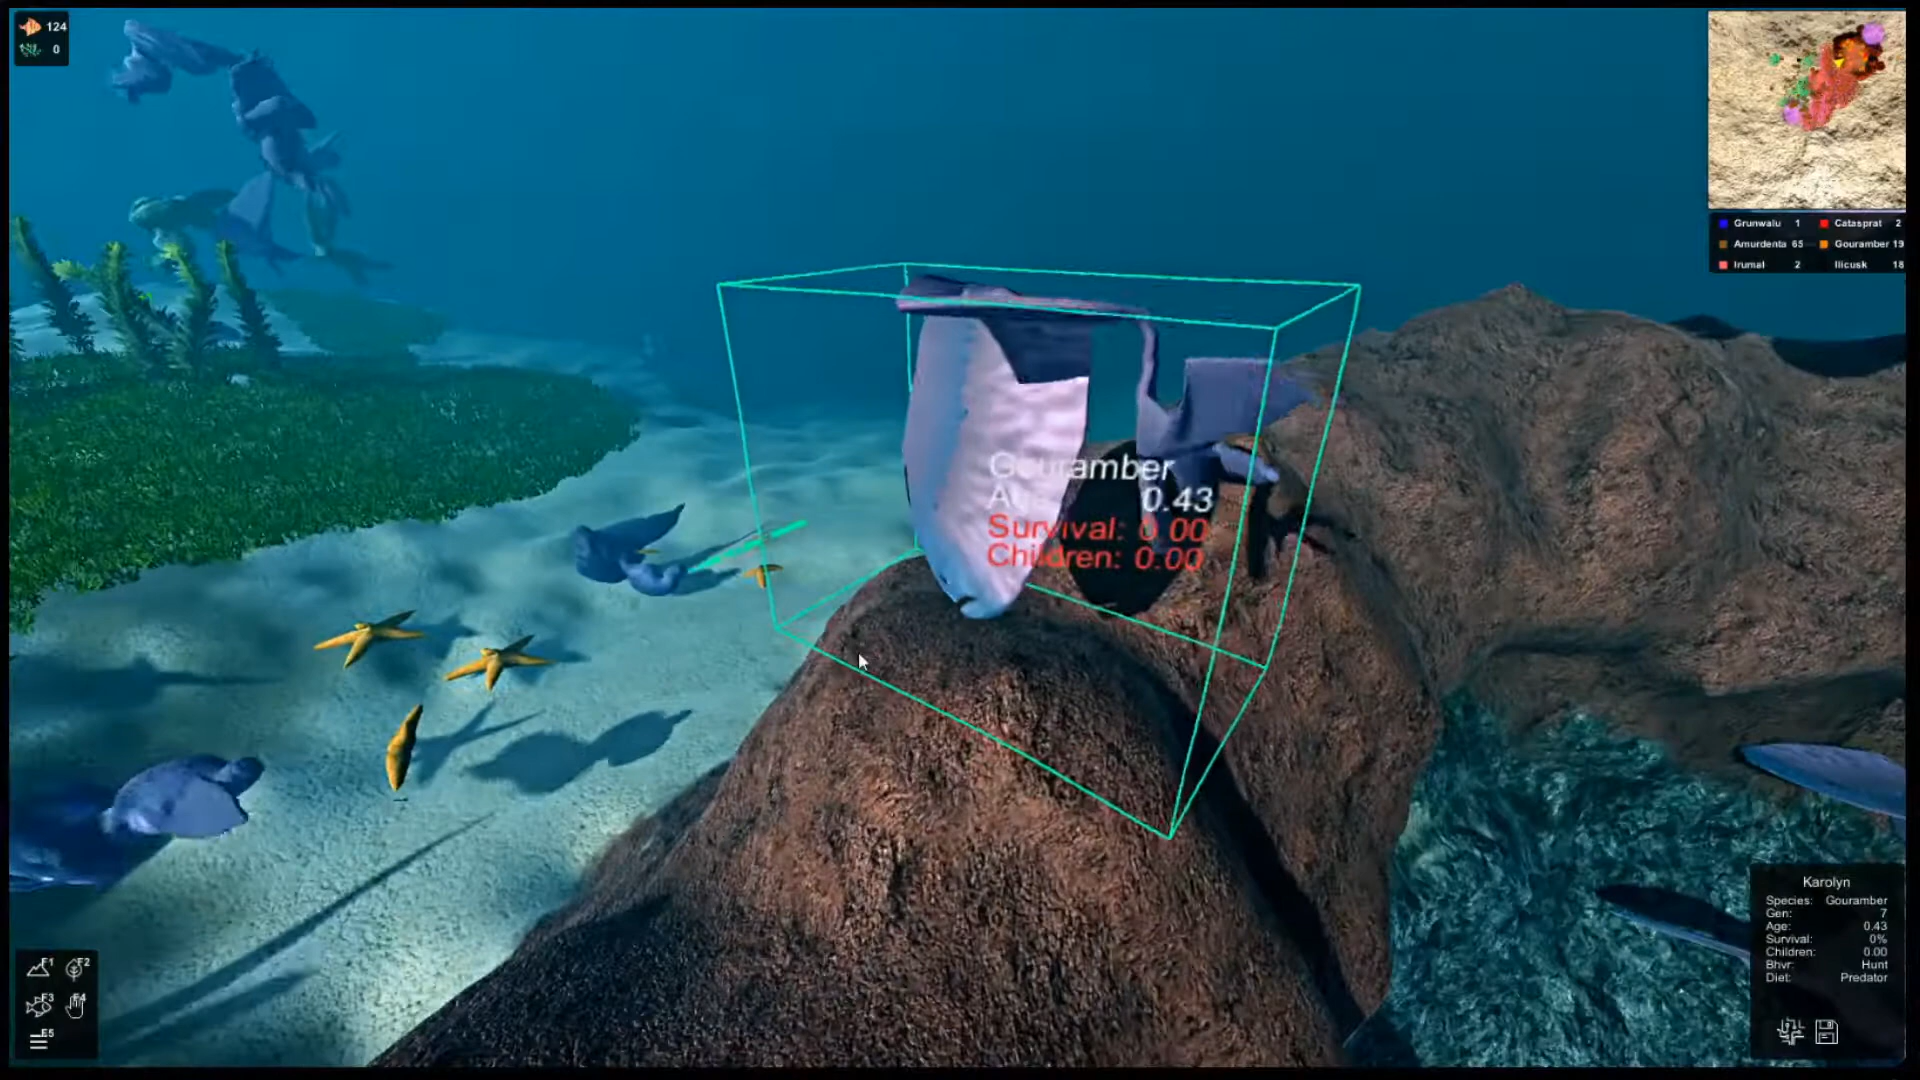 124
0
Grunwalu 1 Catasprat 2
Amurdenta 65 Gouramber 19
Irumal 2 Ilicusk 18
Gouramber
0.43
Survival: 0.00
Children: 0.00
Karolyn
Species: Gouramber
Gen: 7
Age: 0.43
Survival: 0%
Children: 0.00
Bhvr: Hunt
Diet: Predator
F1 F2
F3 F4
F5